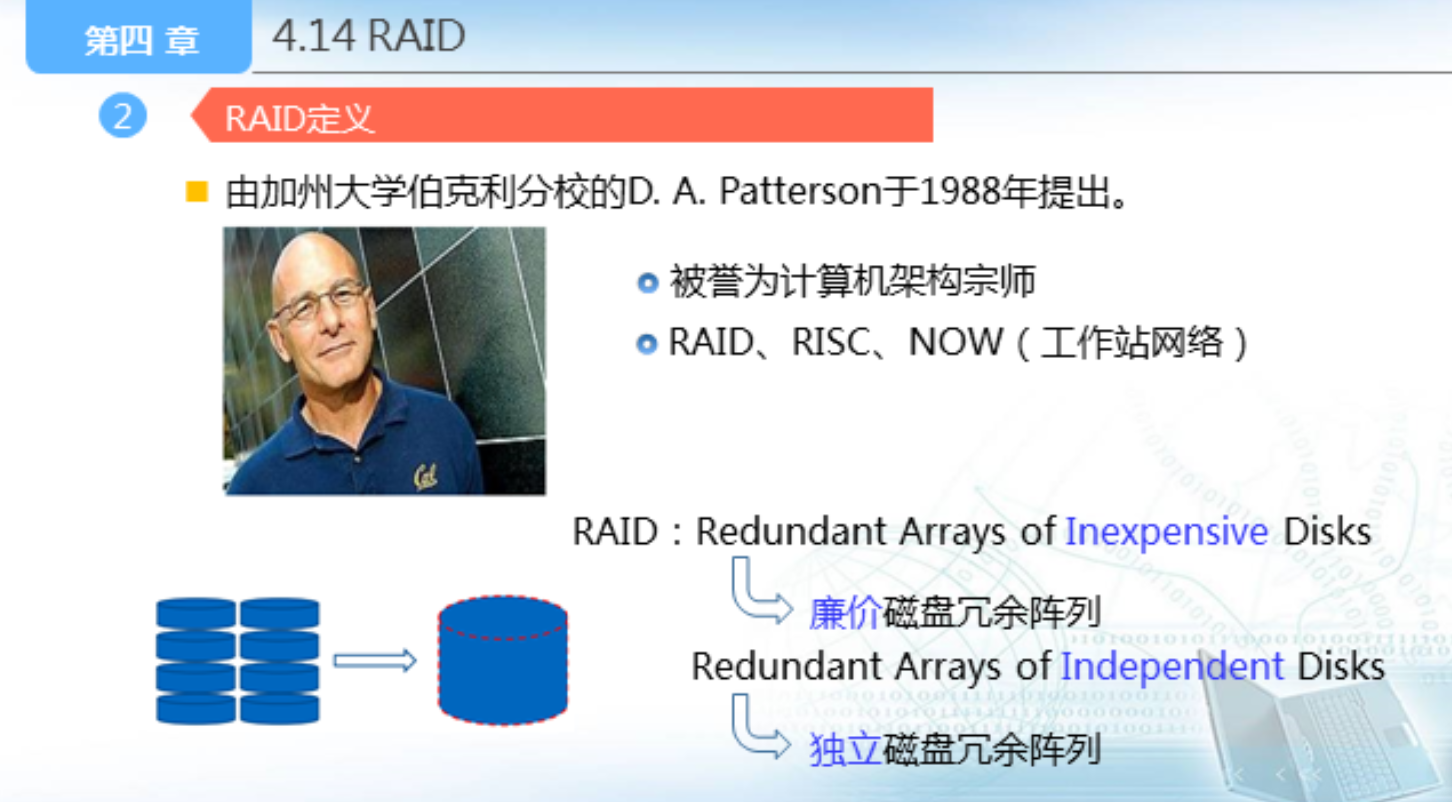 第四 章
4.14 RAID
2
RAID定义
由加州大学伯克利分校的D. A. Patterson于1988年提出。
被誉为计算机架构宗师
RAID、RISC、NOW（工作站网络）
Cal
RAID：Redundant Arrays of Inexpensive Disks
廉价磁盘冗余阵列
Redundant Arrays of Independent Disks
独立磁盘冗余阵列